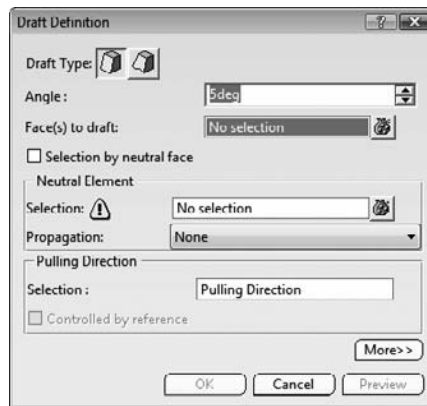 Draft Definition
Draft Type:
Angle : 5deg
Face(s) to draft: No selection
Selection by neutral face
Neutral Element
Selection: No selection
Propagation: None
Pulling Direction
Selection : Pulling Direction
Controlled by reference
More>>
OK Cancel Preview